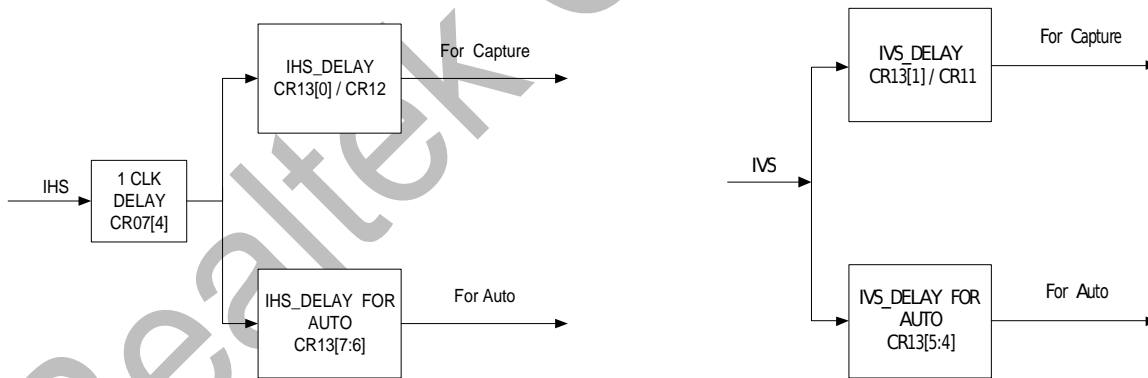 IHS
1 CLK
DELAY
CR07[4]
IHS_DELAY
CR13[0] / CR12
For Capture
IHS_DELAY FOR
AUTO
CR13[7:6]
For Auto
IVS
IVS_DELAY
CR13[1] / CR11
For Capture
IVS_DELAY FOR
AUTO
CR13[5:4]
For Auto
Realtek